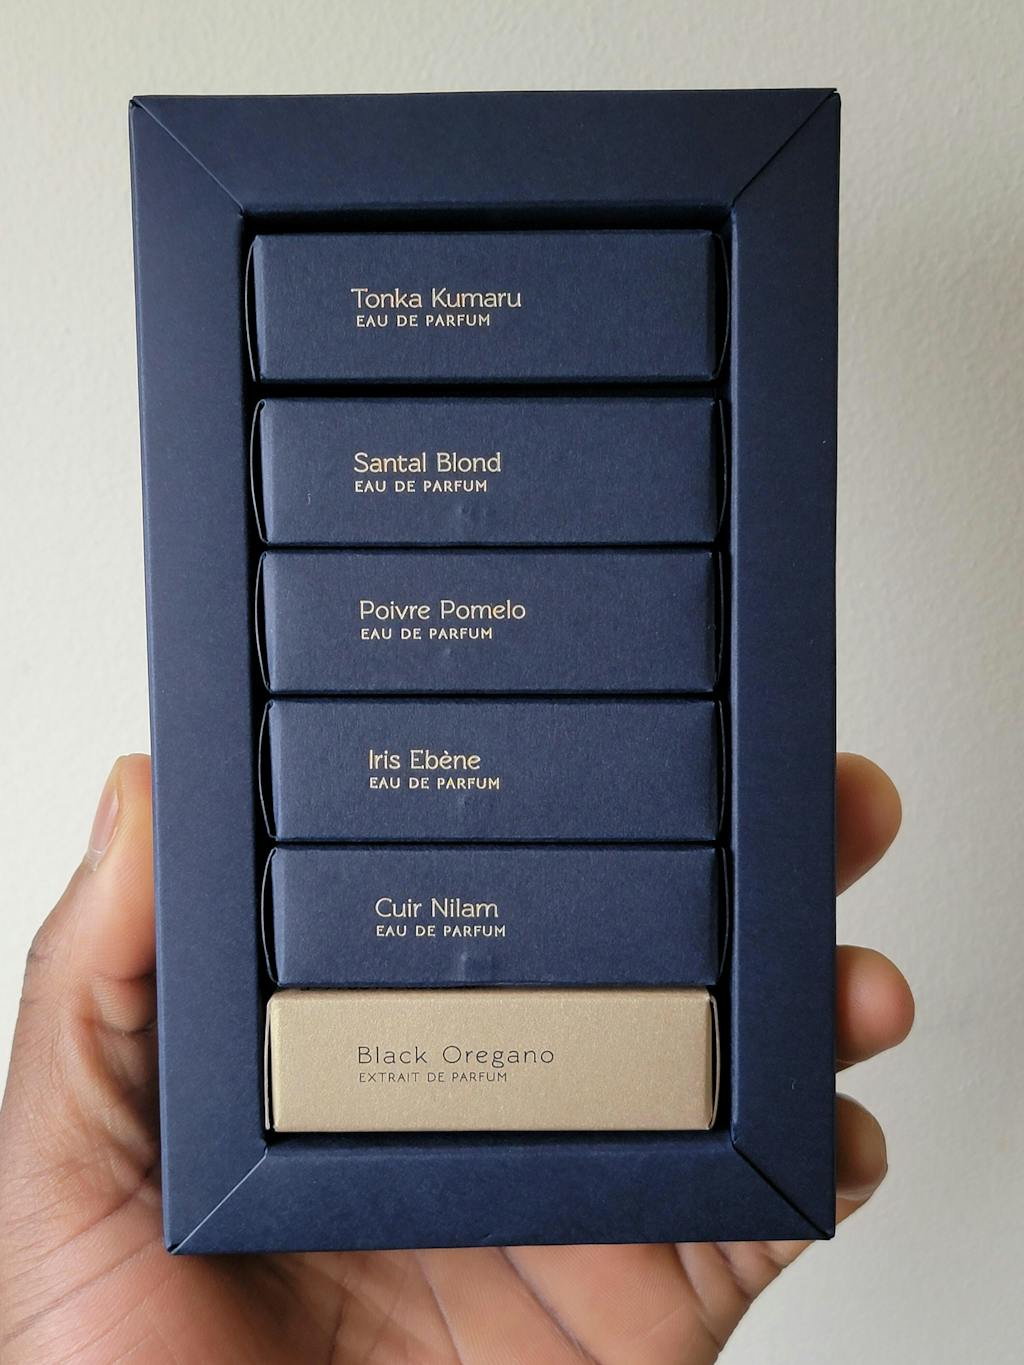 Tonka Kumaru
EAU DE PARFUM
Santal Blond
EAU DE PARFUM
Poivre Pomelo
EAU DE PARFUM
Iris Ebène
EAU DE PARFUM
Cuir Nilam
EAU DE PARFUM
Black Oregano
EXTRAIT DE PARFUM